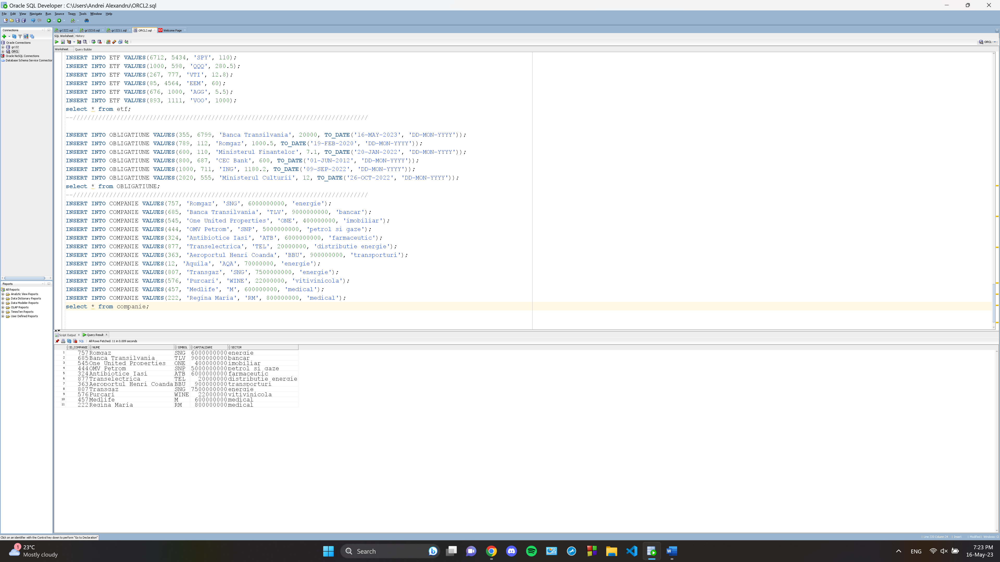 Oracle SQL Developer : C:\Users\Andrei Alexandru\ORCL2.sql
File Edit View Navigate Run Source Team Tools Window Help
Connections
Oracle Connections
gr132
ORCL
Oracle NoSQL Connections
Database Schema Service Connection
gr1322.sql gr13210.sql gr13211.sql ORCL2.sql Welcome Page
SQL Worksheet History
ORCL
Worksheet Query Builder
INSERT INTO ETF VALUES(6712, 5434, 'SPY', 110);
INSERT INTO ETF VALUES(1000, 598, 'QQQ', 280.5);
INSERT INTO ETF VALUES(267, 777, 'VTI', 12.8);
INSERT INTO ETF VALUES(85, 4564, 'EEM', 60);
INSERT INTO ETF VALUES(676, 1000, 'AGG', 5.5);
INSERT INTO ETF VALUES(893, 1111, 'VOO', 1000);
select * from etf;
--/////////////////////////////////////////////////////////////////////////////////
INSERT INTO OBLIGATIUNE VALUES(355, 6799, 'Banca Transilvania', 20000, TO_DATE('16-MAY-2023', 'DD-MON-YYYY'));
INSERT INTO OBLIGATIUNE VALUES(789, 112, 'Romgaz', 1000.5, TO_DATE('19-FEB-2020', 'DD-MON-YYYY'));
INSERT INTO OBLIGATIUNE VALUES(600, 110, 'Ministerul Finantelor', 7.1, TO_DATE('20-JAN-2022', 'DD-MON-YYYY'));
INSERT INTO OBLIGATIUNE VALUES(800, 687, 'CEC Bank', 600, TO_DATE('01-JUN-2012', 'DD-MON-YYYY'));
INSERT INTO OBLIGATIUNE VALUES(1000, 711, 'ING', 1180.2, TO_DATE('09-SEP-2022', 'DD-MON-YYYY'));
INSERT INTO OBLIGATIUNE VALUES(2020, 555, 'Ministerul Culturii', 12, TO_DATE('26-OCT-2022', 'DD-MON-YYYY'));
select * from OBLIGATIUNE;
--/////////////////////////////////////////////////////////////////////////////////
INSERT INTO COMPANIE VALUES(757, 'Romgaz', 'SNG', 6000000000, 'energie');
INSERT INTO COMPANIE VALUES(685, 'Banca Transilvania', 'TLV', 9000000000, 'bancar');
INSERT INTO COMPANIE VALUES(545, 'One United Properties', 'ONE', 400000000, 'imobiliar');
INSERT INTO COMPANIE VALUES(444, 'OMV Petrom', 'SNP', 5000000000, 'petrol si gaze');
INSERT INTO COMPANIE VALUES(324, 'Antibiotice Iasi', 'ATB', 6000000000, 'farmaceutic');
INSERT INTO COMPANIE VALUES(877, 'Transelectrica', 'TEL', 20000000, 'distributie energie');
INSERT INTO COMPANIE VALUES(363, 'Aeroportul Henri Coanda', 'BBU', 900000000, 'transporturi');
INSERT INTO COMPANIE VALUES(12, 'Aquila', 'AQA', 70000000, 'energie');
INSERT INTO COMPANIE VALUES(807, 'Transgaz', 'SNG', 7500000000, 'energie');
INSERT INTO COMPANIE VALUES(576, 'Purcari', 'WINE', 22000000, 'vitivinicola');
INSERT INTO COMPANIE VALUES(457, 'Medlife', 'M', 600000000, 'medical');
INSERT INTO COMPANIE VALUES(222, 'Regina Maria', 'RM', 800000000, 'medical');
select * from companie;
Reports
All Reports
Analytic View Reports
Data Dictionary Reports
Data Modeler Reports
OLAP Reports
TimesTen Reports
User Defined Reports
Script Output Query Result
SQL All Rows Fetched: 11 in 0.009 seconds
ID_COMPANIE NUME SIMBOL CAPITALIZARE SECTOR
1 757 Romgaz SNG 6000000000 energie
2 685 Banca Transilvania TLV 9000000000 bancar
3 545 One United Properties ONE 400000000 imobiliar
4 444 OMV Petrom SNP 5000000000 petrol si gaze
5 324 Antibiotice Iasi ATB 6000000000 farmaceutic
6 877 Transelectrica TEL 20000000 distributie energie
7 363 Aeroportul Henri Coanda BBU 900000000 transporturi
8 807 Transgaz SNG 7500000000 energie
9 576 Purcari WINE 22000000 vitivinicola
10 457 Medlife M 600000000 medical
11 222 Regina Maria RM 800000000 medical
Click on an identifier with the Control key down to perform "Go to Declaration"
Line 220 Column 24 Insert Modified Windows: C
1
23°C
Mostly cloudy
Search
ENG
7:23 PM
16-May-23